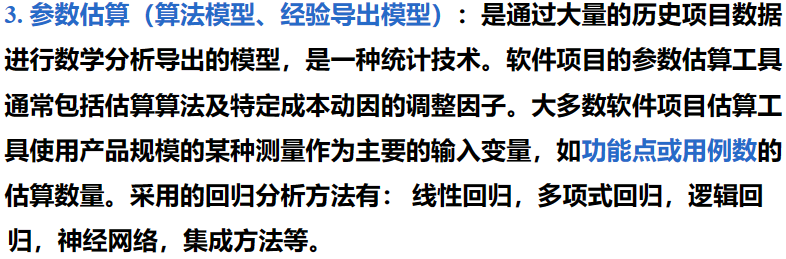 3. 参数估算（算法模型、经验导出模型）：是通过大量的历史项目数据
进行数学分析导出的模型，是一种统计技术。软件项目的参数估算工具
通常包括估算算法及特定成本动因的调整因子。大多数软件项目估算工
具使用产品规模的某种测量作为主要的输入变量，如功能点或用例数的
估算数量。采用的回归分析方法有： 线性回归，多项式回归，逻辑回
归，神经网络，集成方法等。